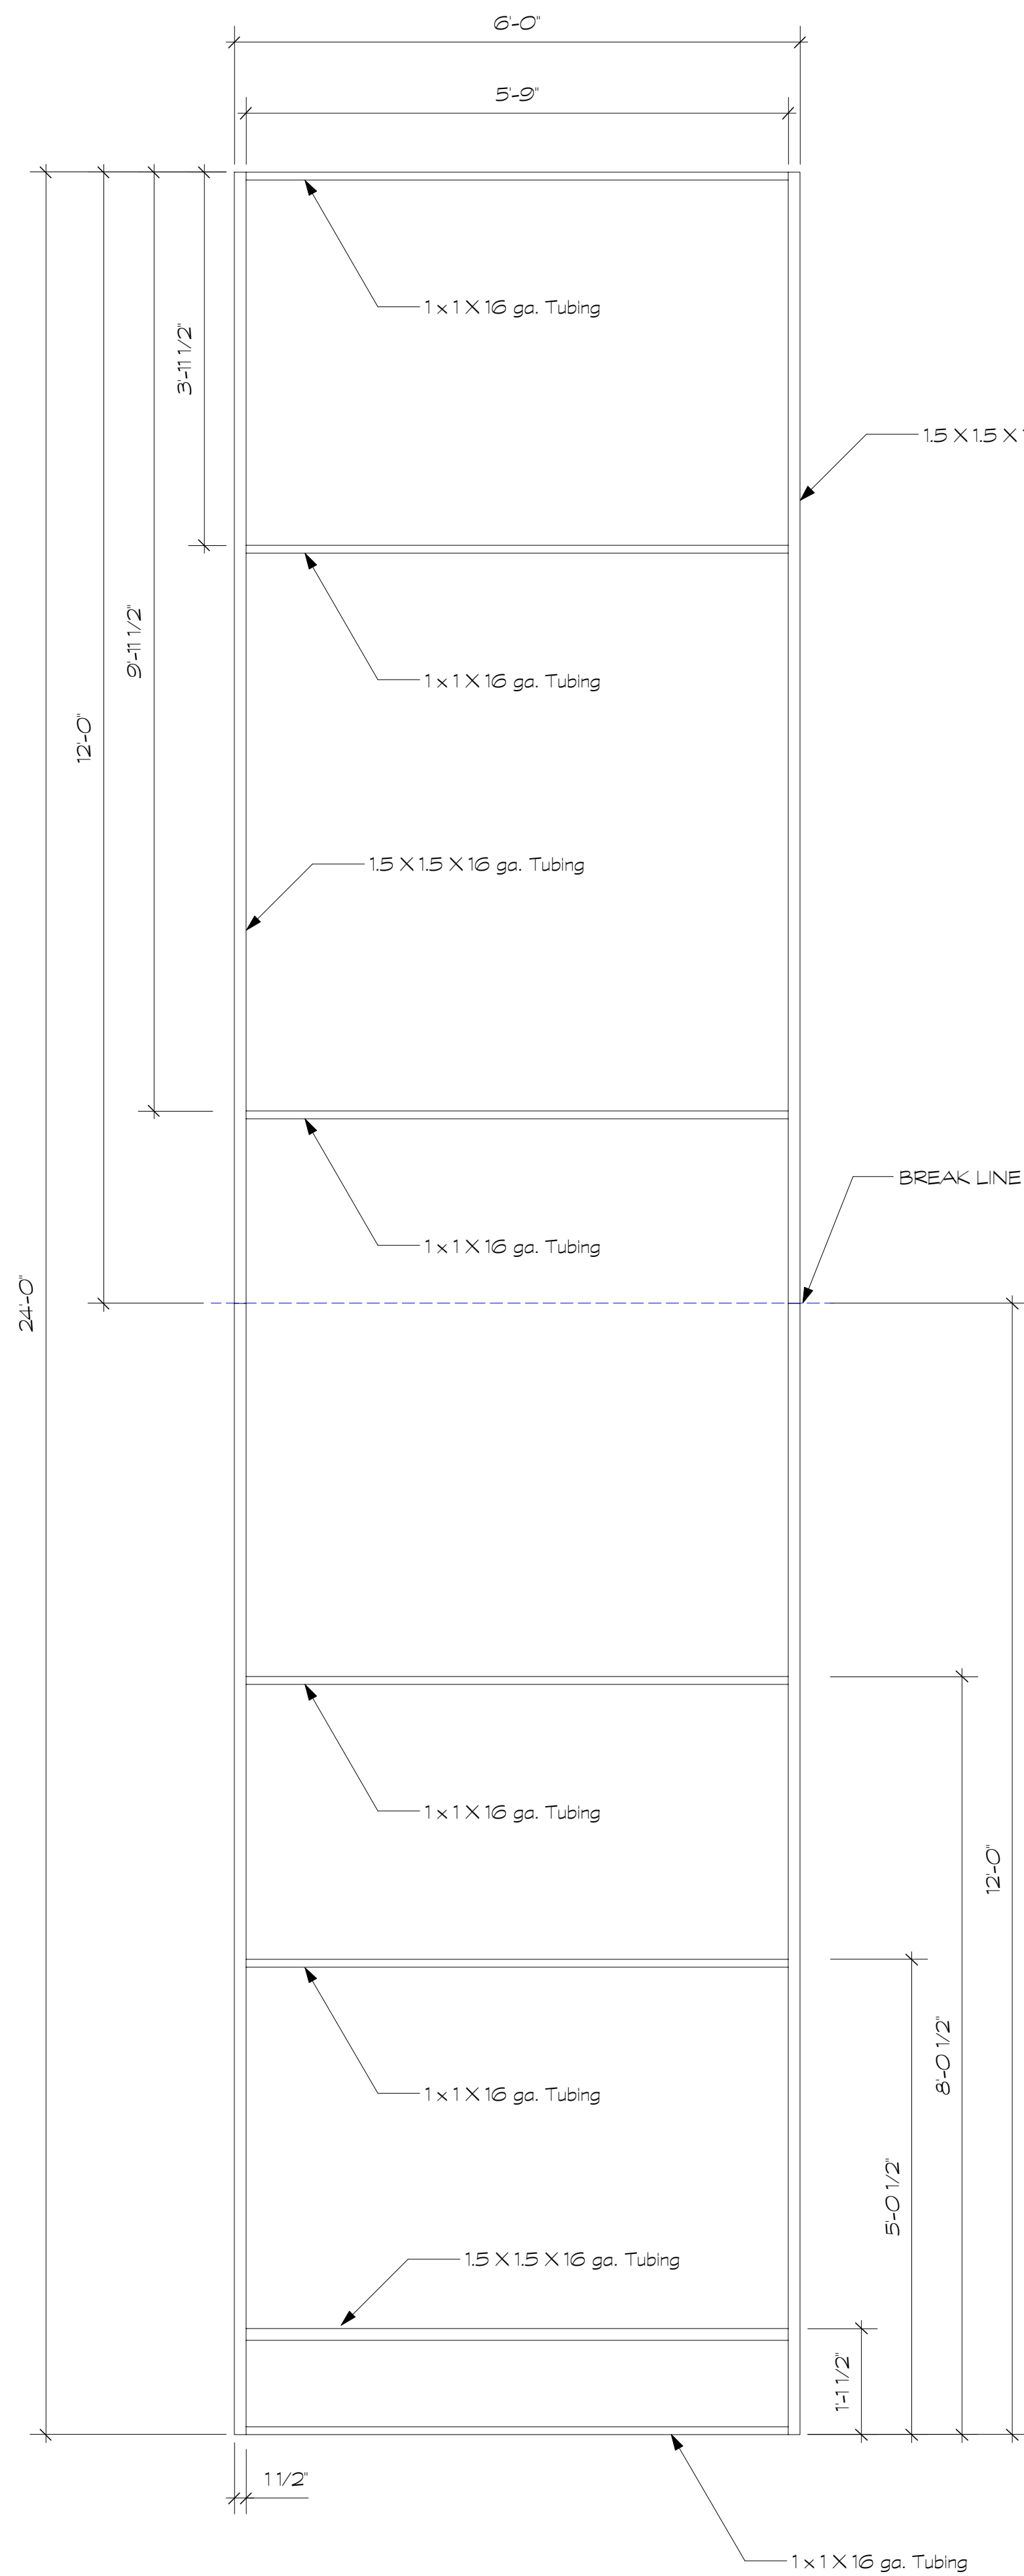 6'-0"
5'-9"
1 x 1 X 16 ga. Tubing
3'-11 1/2"
1.5 X 1.5 X 1
9'-11 1/2"
1 x 1 X 16 ga. Tubing
12'-0"
1.5 X 1.5 X 16 ga. Tubing
BREAK LINE
1 x 1 X 16 ga. Tubing
24'-0"
1 x 1 X 16 ga. Tubing
12'-0"
8'-0 1/2"
1 x 1 X 16 ga. Tubing
5'-0 1/2"
1.5 X 1.5 X 16 ga. Tubing
1'-1 1/2"
1 1/2"
1 x 1 X 16 ga. Tubing